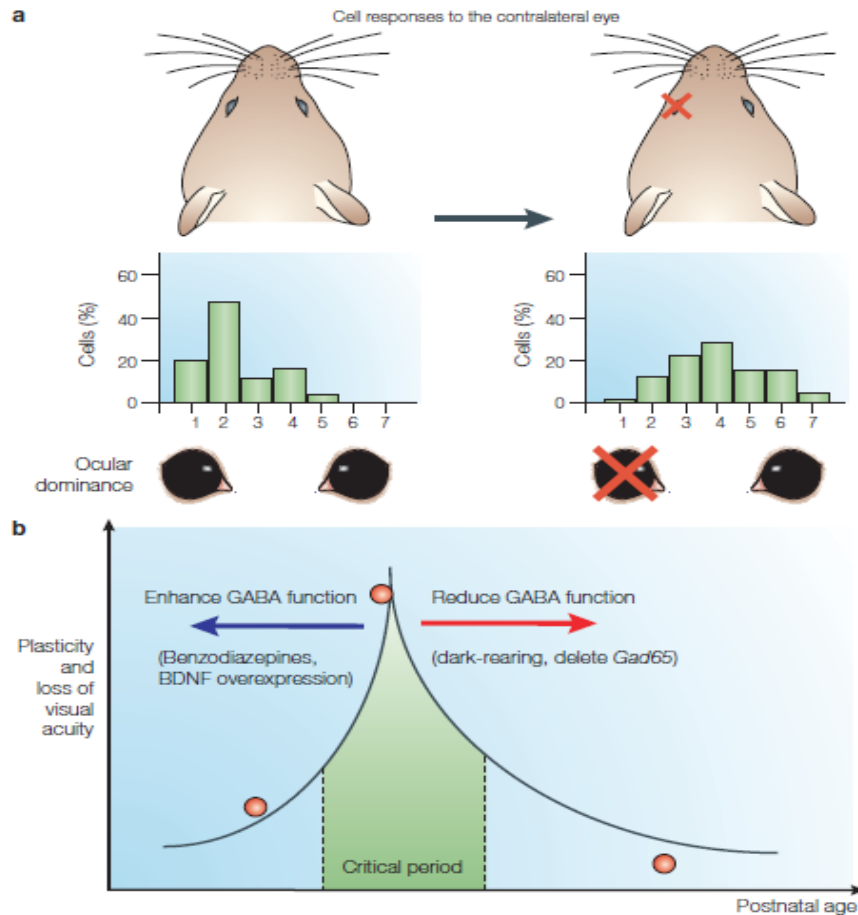 a
Cell responses to the contralateral eye
60
40
20
0
Cells (%)
1 2 3 4 5 6 7
60
40
20
0
Cells (%)
1 2 3 4 5 6 7
Ocular
dominance
b
Enhance GABA function
(Benzodiazepines,
BDNF overexpression)
Reduce GABA function
(dark-rearing, delete Gad65)
Plasticity
and
loss of
visual
acuity
Critical period
Postnatal age